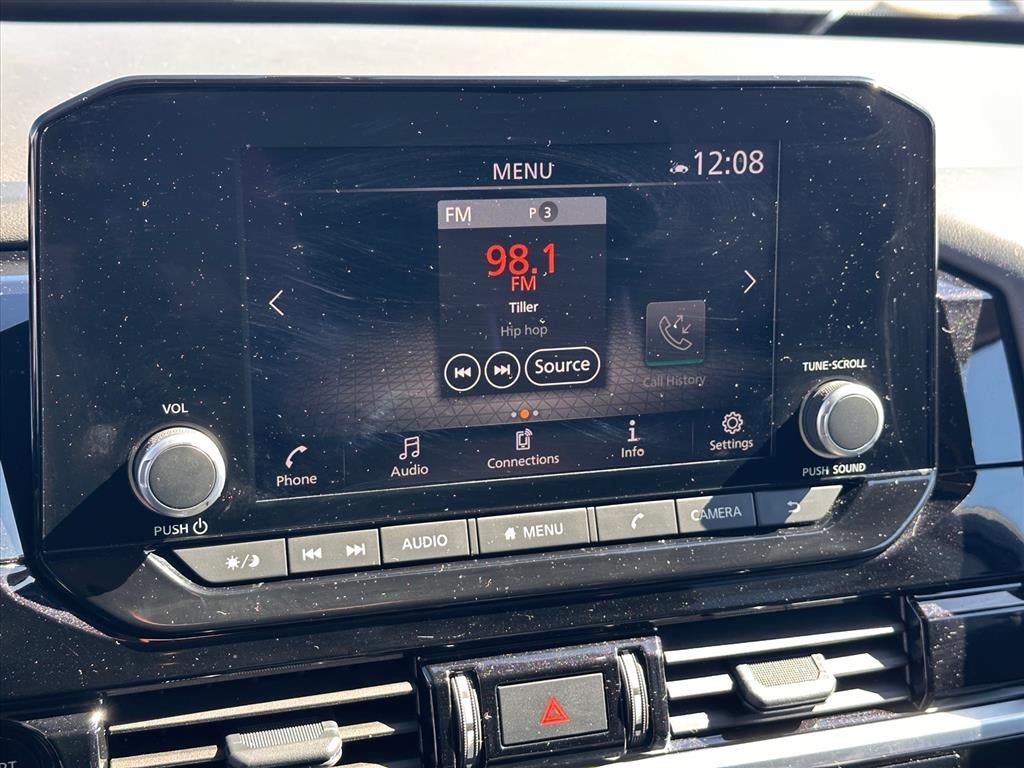 MENU 12:08
FM P 3
98.1
FM
Tiller
Hip hop
Source
Call History
Phone Audio Connections Info Settings
VOL
PUSH
TUNE·SCROLL
PUSH SOUND
AUDIO MENU CAMERA
RT